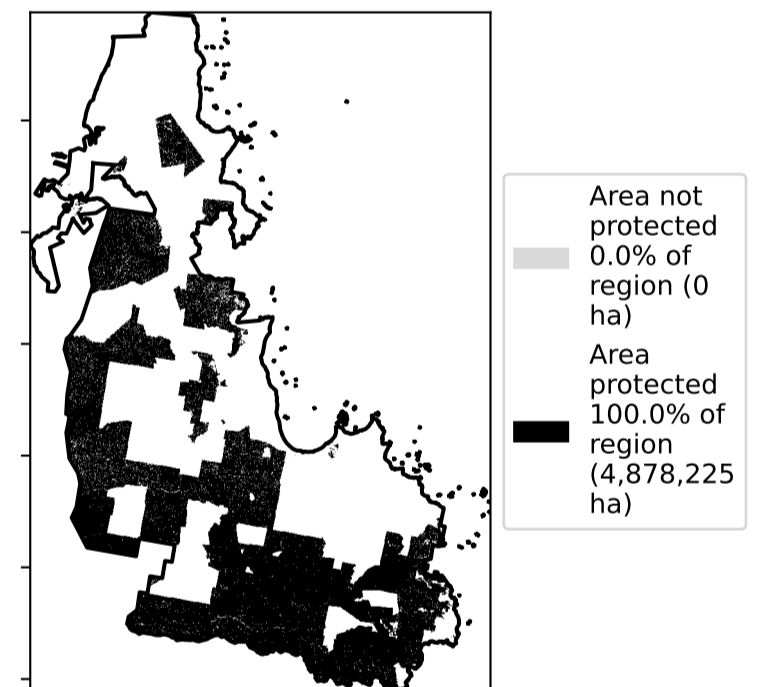 Area not
protected
0.0% of
region (0
ha)
Area
protected
100.0% of
region
(4,878,225
ha)